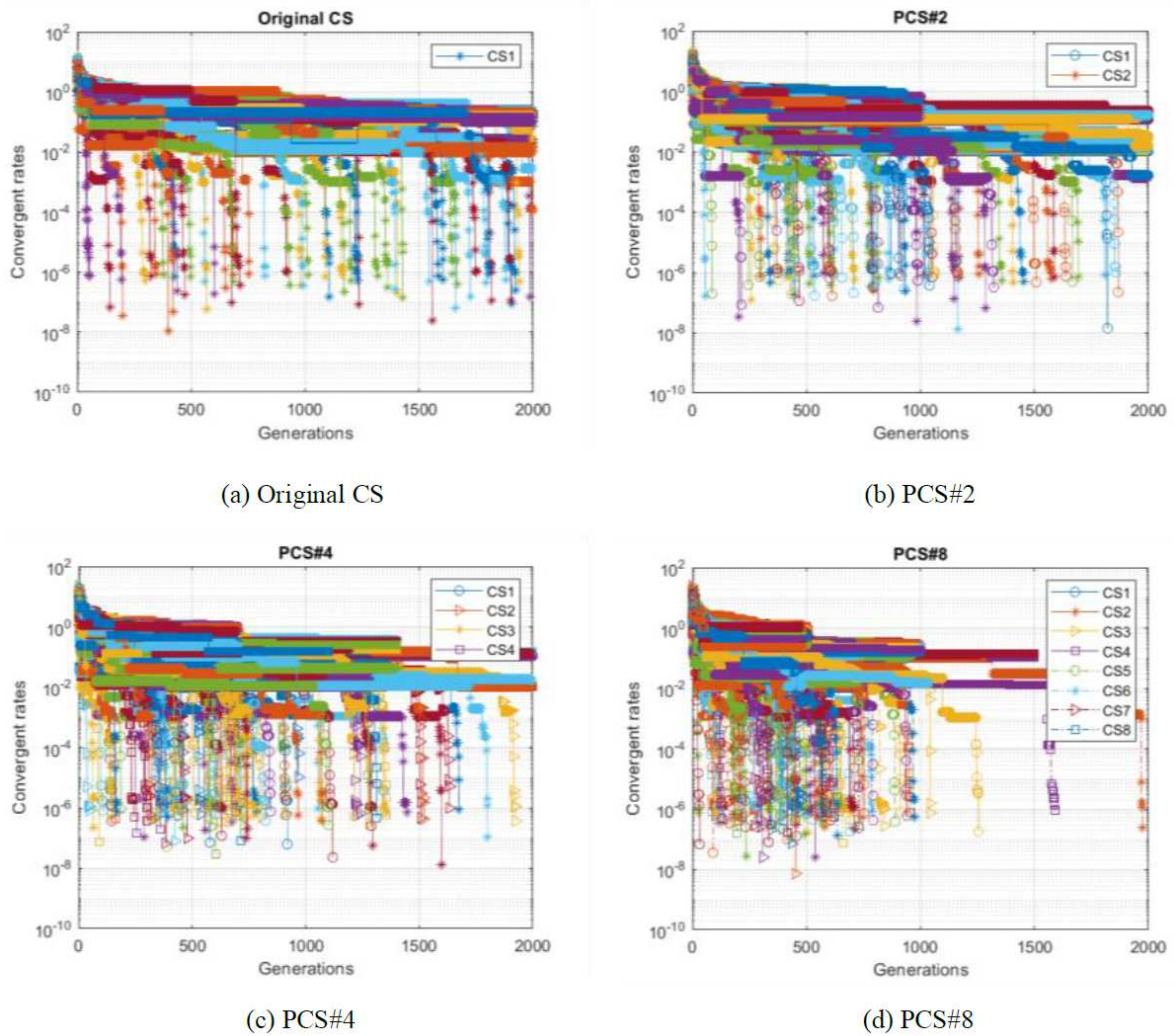 Original CS
10^2
10^0
10^-2
10^-4
10^-6
10^-8
10^-10
Convergent rates
0 500 1000 1500 2000
Generations
CS1
(a) Original CS
PCS#2
10^2
10^0
10^-2
10^-4
10^-6
10^-8
10^-10
Convergent rates
0 500 1000 1500 2000
Generations
CS1
CS2
(b) PCS#2
PCS#4
10^2
10^0
10^-2
10^-4
10^-6
10^-8
10^-10
Convergent rates
0 500 1000 1500 2000
Generations
CS1
CS2
CS3
CS4
(c) PCS#4
PCS#8
10^2
10^0
10^-2
10^-4
10^-6
10^-8
10^-10
Convergent rates
0 500 1000 1500 2000
Generations
CS1
CS2
CS3
CS4
CS5
CS6
CS7
CS8
(d) PCS#8